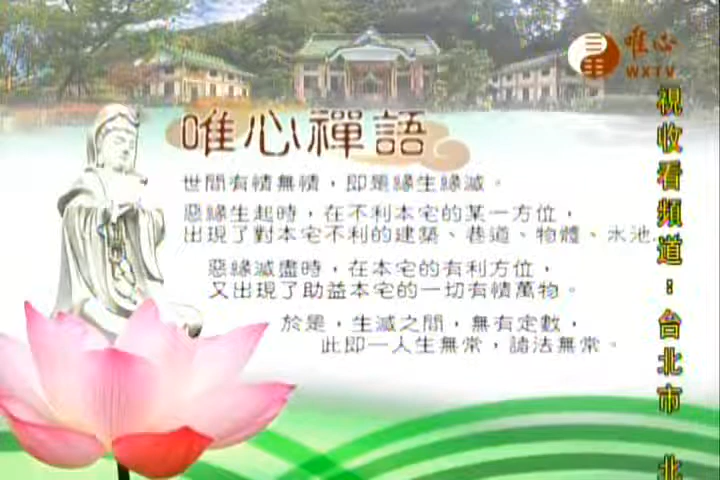 唯心
WXTV
唯心禪語
世間有情無情，即是緣生緣滅。
惡緣生起時，在不利本宅的某一方位，
出現了對本宅不利的建築、巷道、物體、水池...
惡緣滅盡時，在本宅的有利方位，
又出現了助益本宅的一切有情萬物。
於是，生滅之間，無有定數，
此即一人生無常，諸法無常。
視收看頻道：台北市 北